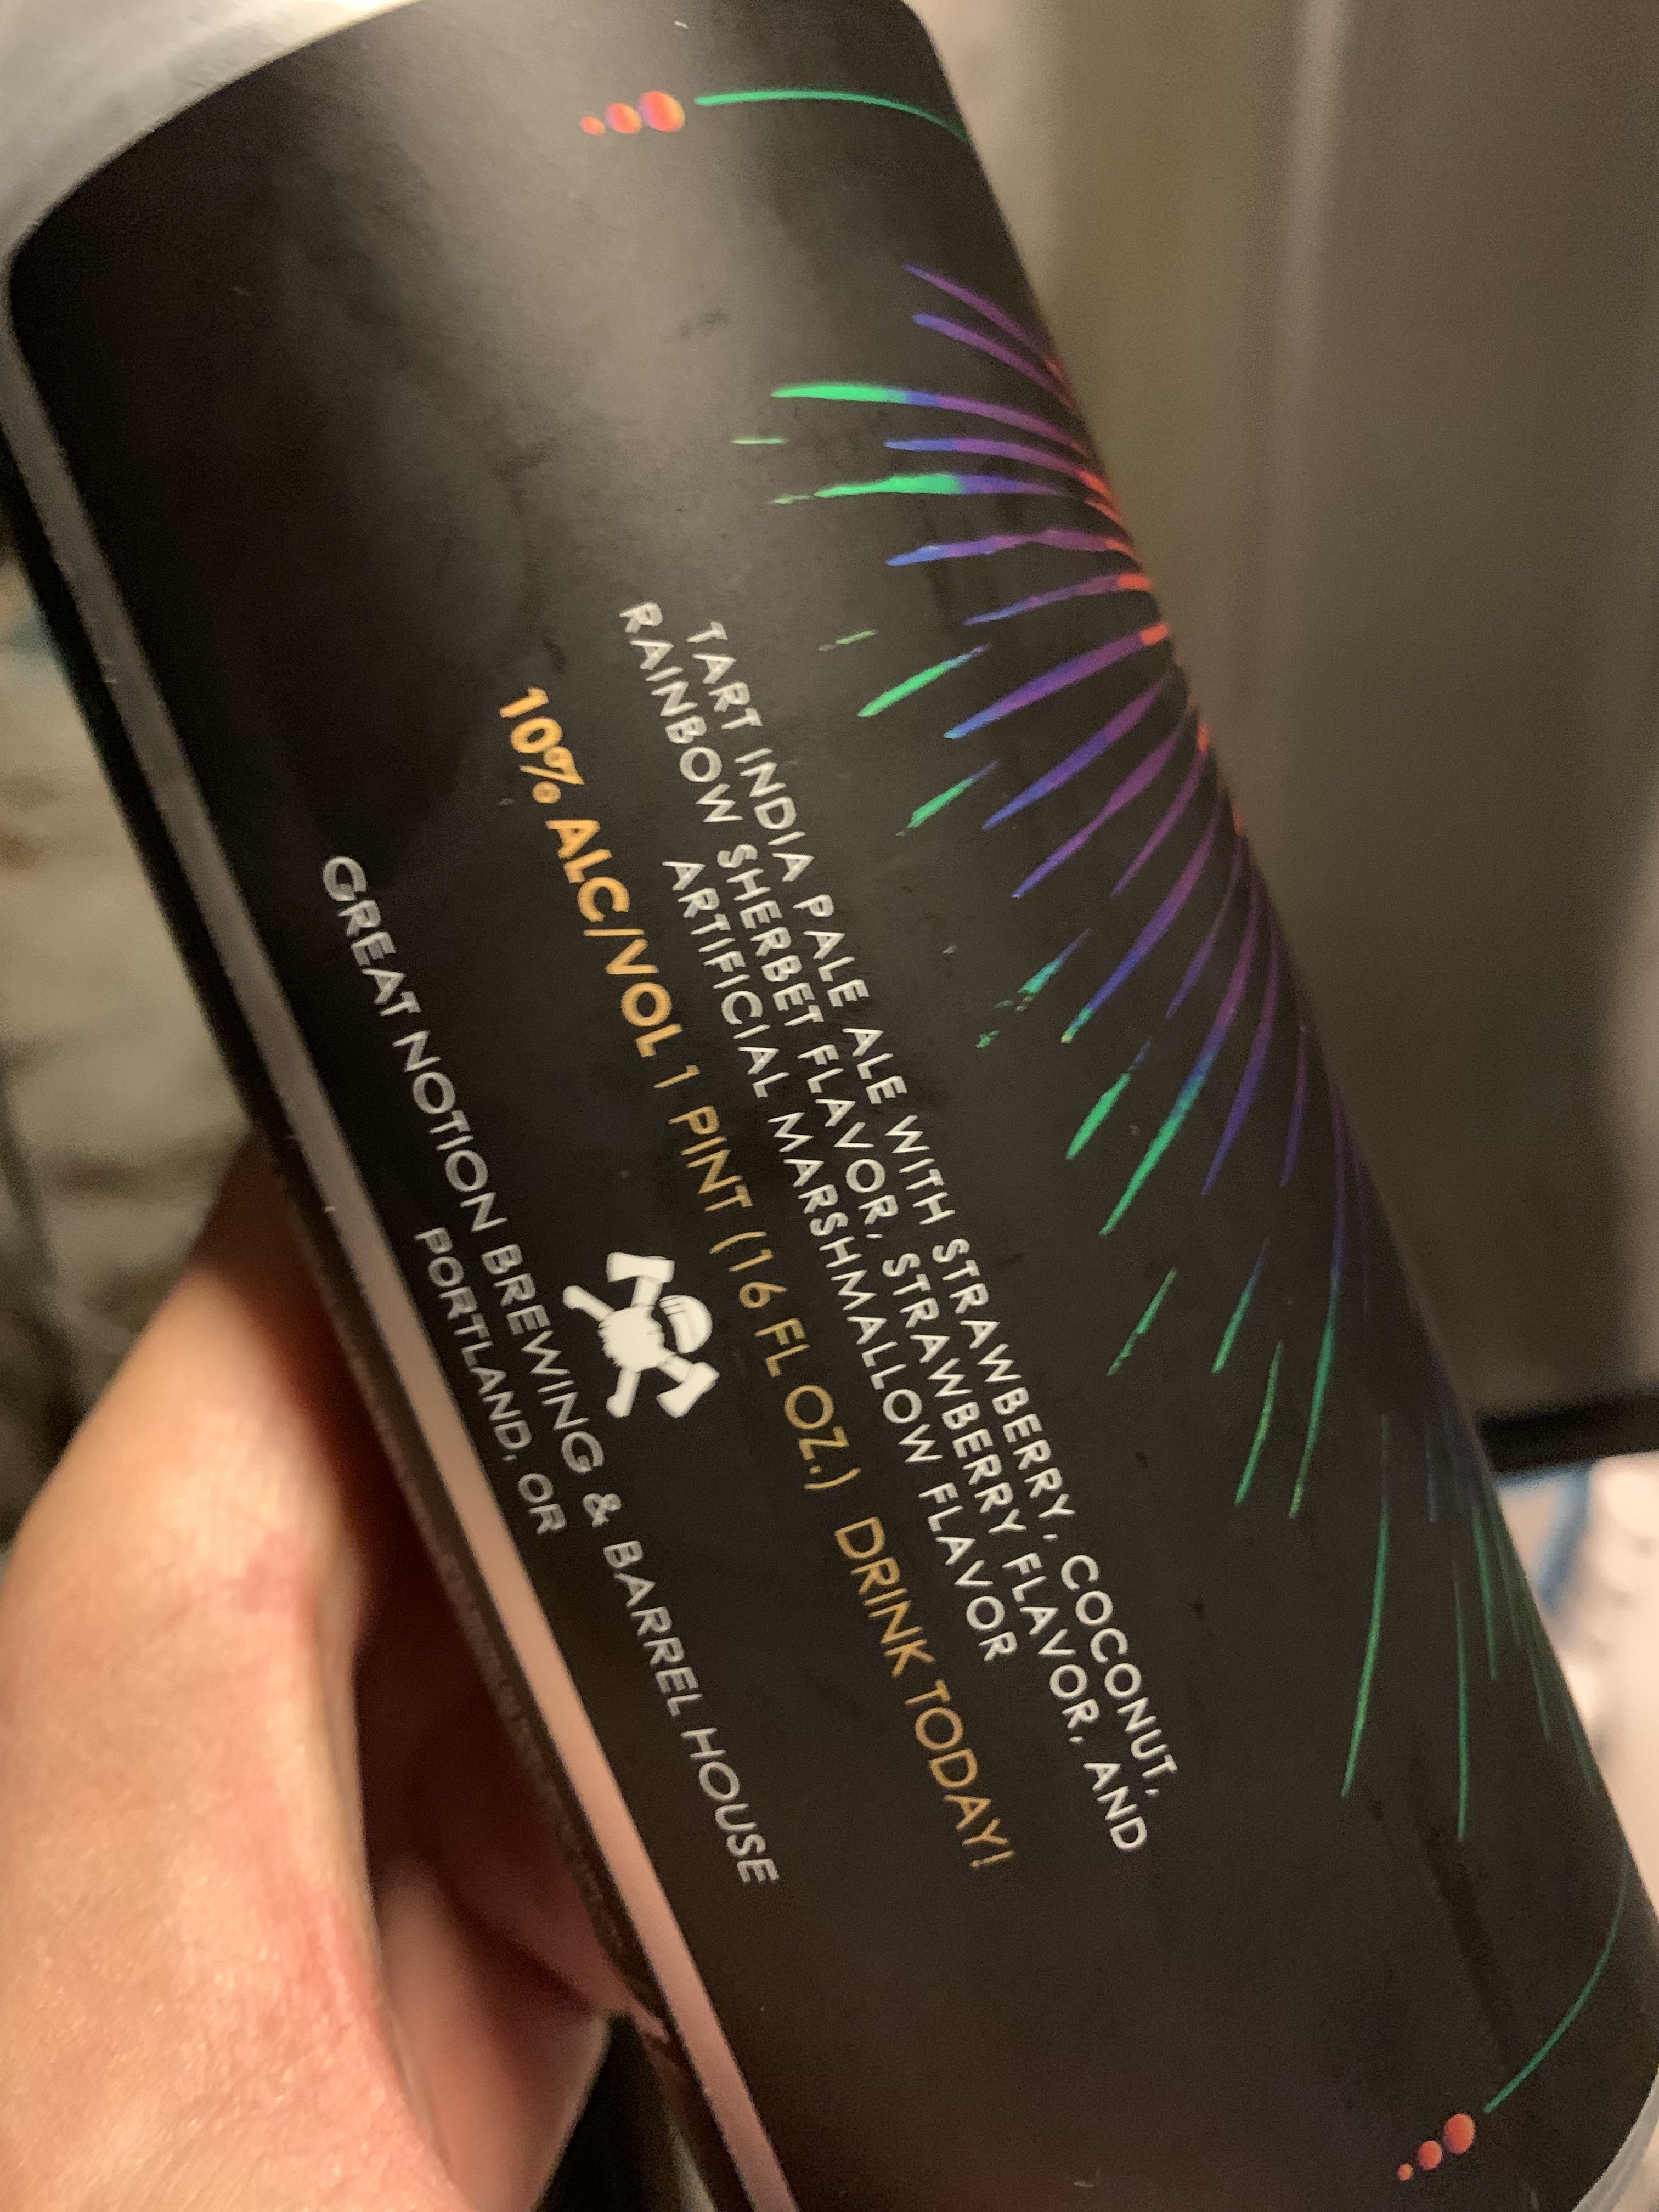 TART INDIA PALE ALE WITH STRAWBERRY, COCONUT,
RAINBOW SHERBET FLAVOR, STRAWBERRY FLAVOR, AND
ARTIFICIAL MARSHMALLOW FLAVOR
10% ALC/VOL 1 PINT (16 FL OZ.) DRINK TODAY!
GREAT NOTION BREWING & BARREL HOUSE
PORTLAND, OR